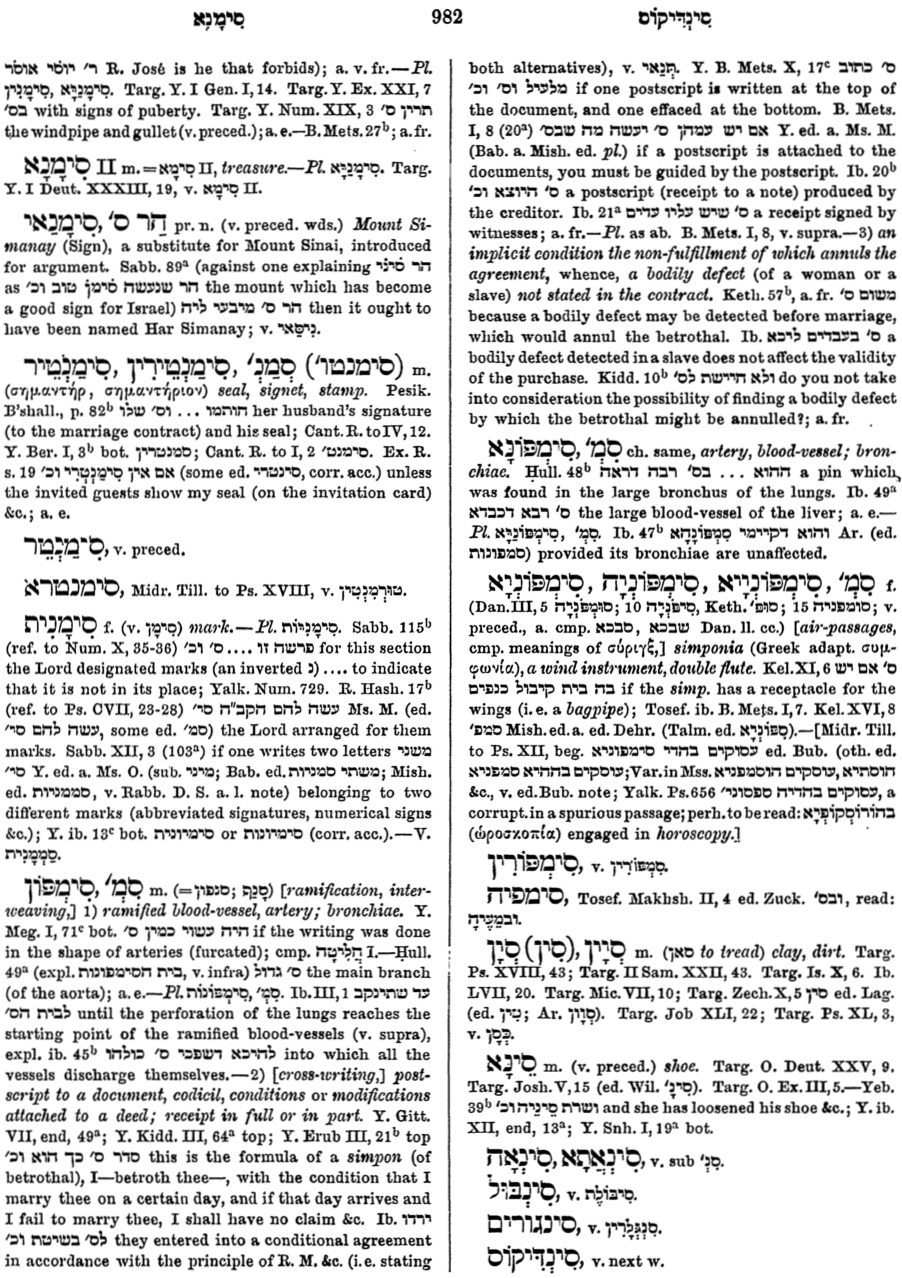 סִימָנָא
982
סִינְדִּיקוֹס
ר׳ יוסי אוסר R. José is he that forbids); a. v. fr.—Pl.
סִימָנַיָּא, סִימָנִין. Targ. Y. I Gen. I, 14. Targ. Y. Ex. XXI, 7
בס׳ with signs of puberty. Targ. Y. Num. XIX, 3 תרין ס׳
the windpipe and gullet (v. preced.); a. e.—B. Mets. 27ᵇ; a. fr.
סִימָנָא II m. = סִימָא II, treasure.—Pl. סִימָנַיָּא. Targ.
Y. I Deut. XXXIII, 19, v. סִימָא II.
הַר ס׳, סִימָנַאי pr. n. (v. preced. wds.) Mount Si-
manay (Sign), a substitute for Mount Sinai, introduced
for argument. Sabb. 89ᵃ (against one explaining הר סיני
as הר שנעשה סימן טוב וכ׳ the mount which has become
a good sign for Israel) הר ס׳ מיבעי ליה then it ought to
have been named Har Simanay; v. נִיסַּאי.
סִימַנְטֵיר, סִימַנְטֵירִין, סְמַנְ׳ (סימנטו׳) m.
(σημαντήρ, σημαντήριον) seal, signet, stamp. Pesik.
B'shall., p. 82ᵇ חותמו ... וס׳ שלו her husband's signature
(to the marriage contract) and his seal; Cant. R. to IV, 12.
Y. Ber. I, 3ᵇ bot. סמנטירין; Cant. R. to I, 2 סימנט׳. Ex. R.
s. 19 אם אין סִימַנְטֵרִי וכ׳ (some ed. סינטרי, corr. acc.) unless
the invited guests show my seal (on the invitation card)
&c.; a. e.
סִימַנְטֵר, v. preced.
סימנטרא, Midr. Till. to Ps. XVIII, v. טוּרְמֶנְטִין.
סִימָנִית f. (v. סִימָן) mark.—Pl. סִימָנִיּוֹת. Sabb. 115ᵇ
(ref. to Num. X, 35-36) פרשה זו .... ס׳ וכ׳ for this section
the Lord designated marks (an inverted נ) .... to indicate
that it is not in its place; Yalk. Num. 729. R. Hash. 17ᵇ
(ref. to Ps. CVII, 23-28) עשה להם הקב״ה סי׳ Ms. M. (ed.
עשה להם סי׳, some ed. סמ׳) the Lord arranged for them
marks. Sabb. XII, 3 (103ᵃ) if one writes two letters משני
סי׳ Y. ed. a. Ms. O. (sub. מיני; Bab. ed. משתי סמניות; Mish.
ed. סממניות, v. Rabb. D. S. a. l. note) belonging to two
different marks (abbreviated signatures, numerical signs
&c.); Y. ib. 13ᶜ bot. סימיונות or סימיונית (corr. acc.).—V.
סַמְמָנִית.
סִימְפּוֹן, סִמְ׳ m. (= סנפון; סָנַף) [ramification, inter-
weaving,] 1) ramified blood-vessel, artery; bronchiae. Y.
Meg. I, 71ᶜ bot. היה עשוי כמין ס׳ if the writing was done
in the shape of arteries (furcated); cmp. חֲלִיטָה I.—Ḥull.
49ᵃ (expl. בית הסימפונות, v. infra) ס׳ גדול the main branch
(of the aorta); a. e.—Pl. סִימְפּוֹנוֹת, סִמְ׳. Ib. III, 1 עד שתינקב
לבית הס׳ until the perforation of the lungs reaches the
starting point of the ramified blood-vessels (v. supra),
expl. ib. 45ᵇ להיכא דשפכי ס׳ כולהו into which all the
vessels discharge themselves.—2) [cross-writing,] post-
script to a document, codicil, conditions or modifications
attached to a deed; receipt in full or in part. Y. Gitt.
VII, end, 49ᵃ; Y. Kidd. III, 64ᵃ top; Y. Erub III, 21ᵇ top
סדר ס׳ כך הוא וכ׳ this is the formula of a simpon (of
betrothal), I—betroth thee—, with the condition that I
marry thee on a certain day, and if that day arrives and
I fail to marry thee, I shall have no claim &c. Ib. ירדו
לס׳ בשיטת וכ׳ they entered into a conditional agreement
in accordance with the principle of R. M. &c. (i. e. stating
both alternatives), v. תְּנַאי. Y. B. Mets. X, 17ᶜ ס׳ כתוב
מלעיל וס׳ וכ׳ if one postscript is written at the top of
the document, and one effaced at the bottom. B. Mets.
I, 8 (20ᵃ) אם יש עמהן ס׳ יעשה מה שבס׳ Y. ed. a. Ms. M.
(Bab. a. Mish. ed. pl.) if a postscript is attached to the
documents, you must be guided by the postscript. Ib. 20ᵇ
ס׳ היוצא וכ׳ a postscript (receipt to a note) produced by
the creditor. Ib. 21ᵃ ס׳ שיש עליו עדים a receipt signed by
witnesses; a. fr.—Pl. as ab. B. Mets. I, 8, v. supra.—3) an
implicit condition the non-fulfillment of which annuls the
agreement, whence, a bodily defect (of a woman or a
slave) not stated in the contract. Keth. 57ᵇ, a. fr. משום ס׳
because a bodily defect may be detected before marriage,
which would annul the betrothal. Ib. ס׳ בעבדים ליכא a
bodily defect detected in a slave does not affect the validity
of the purchase. Kidd. 10ᵇ ולא חיישת לס׳ do you not take
into consideration the possibility of finding a bodily defect
by which the betrothal might be annulled?; a. fr.
סִימְפּוֹנָא, סִמְ׳ ch. same, artery, blood-vessel; bron-
chiae. Ḥull. 48ᵇ ההוא ... בס׳ רבה דראה a pin which
was found in the large bronchus of the lungs. Ib. 49ᵃ
ס׳ רבא דכבדא the large blood-vessel of the liver; a. e.—
Pl. סִימְפּוֹנַיָּא, סִמְ׳. Ib. 47ᵇ והוא דקיימי סִמְפּוֹנָהָא Ar. (ed.
סמפונות) provided its bronchiae are unaffected.
סִימְפּוֹנְיָא, סִימְפּוֹנְיָיא, סִימְפּוֹנְיָה, סִמְ׳ f.
(Dan. III, 5 סוּמְפֹּנְיָה; 10 סִיפֹּנְיָה, Keth. סוּפ׳; 15 סומפניה; v.
preced., a. cmp. סבכא, שבכא Dan. ll. cc.) [air-passages,
cmp. meanings of σύριγξ,] simponia (Greek adapt. συμ-
φωνία), a wind instrument, double flute. Kel. XI, 6 ס׳ אם יש
בה בית קיבול כנפים if the simp. has a receptacle for the
wings (i. e. a bagpipe); Tosef. ib. B. Mets. I, 7. Kel. XVI, 8
סמפ׳ Mish. ed. a. ed. Dehr. (Talm. ed. סִפּוֹנְיָא).—[Midr. Till.
to Ps. XII, beg. עסוקים בהדי סימפוניא ed. Bub. (oth. ed.
עוסקים בההיא סמפניא; Var. in Mss. הוסתיא, עוסקים הוסמפניא
&c., v. ed. Bub. note; Yalk. Ps. 656 עסוקים בהדיה ספסוני׳, a
corrupt. in a spurious passage; perh. to be read: בהוֹרוֹסְקוֹפְּיָא
(ὡροσκοπία) engaged in horoscopy.]
סִימְפּוֹרִין, v. סִמְפּוֹרִין.
סימפיה, Tosef. Makhsh. II, 4 ed. Zuck. ובס׳, read:
ובמֵעֶיהָ.
סְיָין, (סִין) סְיָן m. (סאן to tread) clay, dirt. Targ.
Ps. XVIII, 43; Targ. II Sam. XXII, 43. Targ. Is. X, 6. Ib.
LVII, 20. Targ. Mic. VII, 10; Targ. Zech. X, 5 סין ed. Lag.
(ed. טִין; Ar. סְוָון). Targ. Job XLI, 22; Targ. Ps. XL, 3,
v. בְּסַן.
סִינָא m. (v. preced.) shoe. Targ. O. Deut. XXV, 9.
Targ. Josh. V, 15 (ed. Wil. סֵינָ׳). Targ. O. Ex. III, 5.—Yeb.
39ᵇ ושרת סֵינֵיה וכ׳ and she has loosened his shoe &c.; Y. ib.
XII, end, 13ᵃ; Y. Snh. I, 19ᵃ bot.
סִינְאָה, סִינְאֲתָא, v. sub סִנְ׳.
סִינְבּוּל, v. סִיבּוֹלֶת.
סינגורים, v. סִנְגְּלָרִין.
סִינְדִּיקוֹס, v. next w.